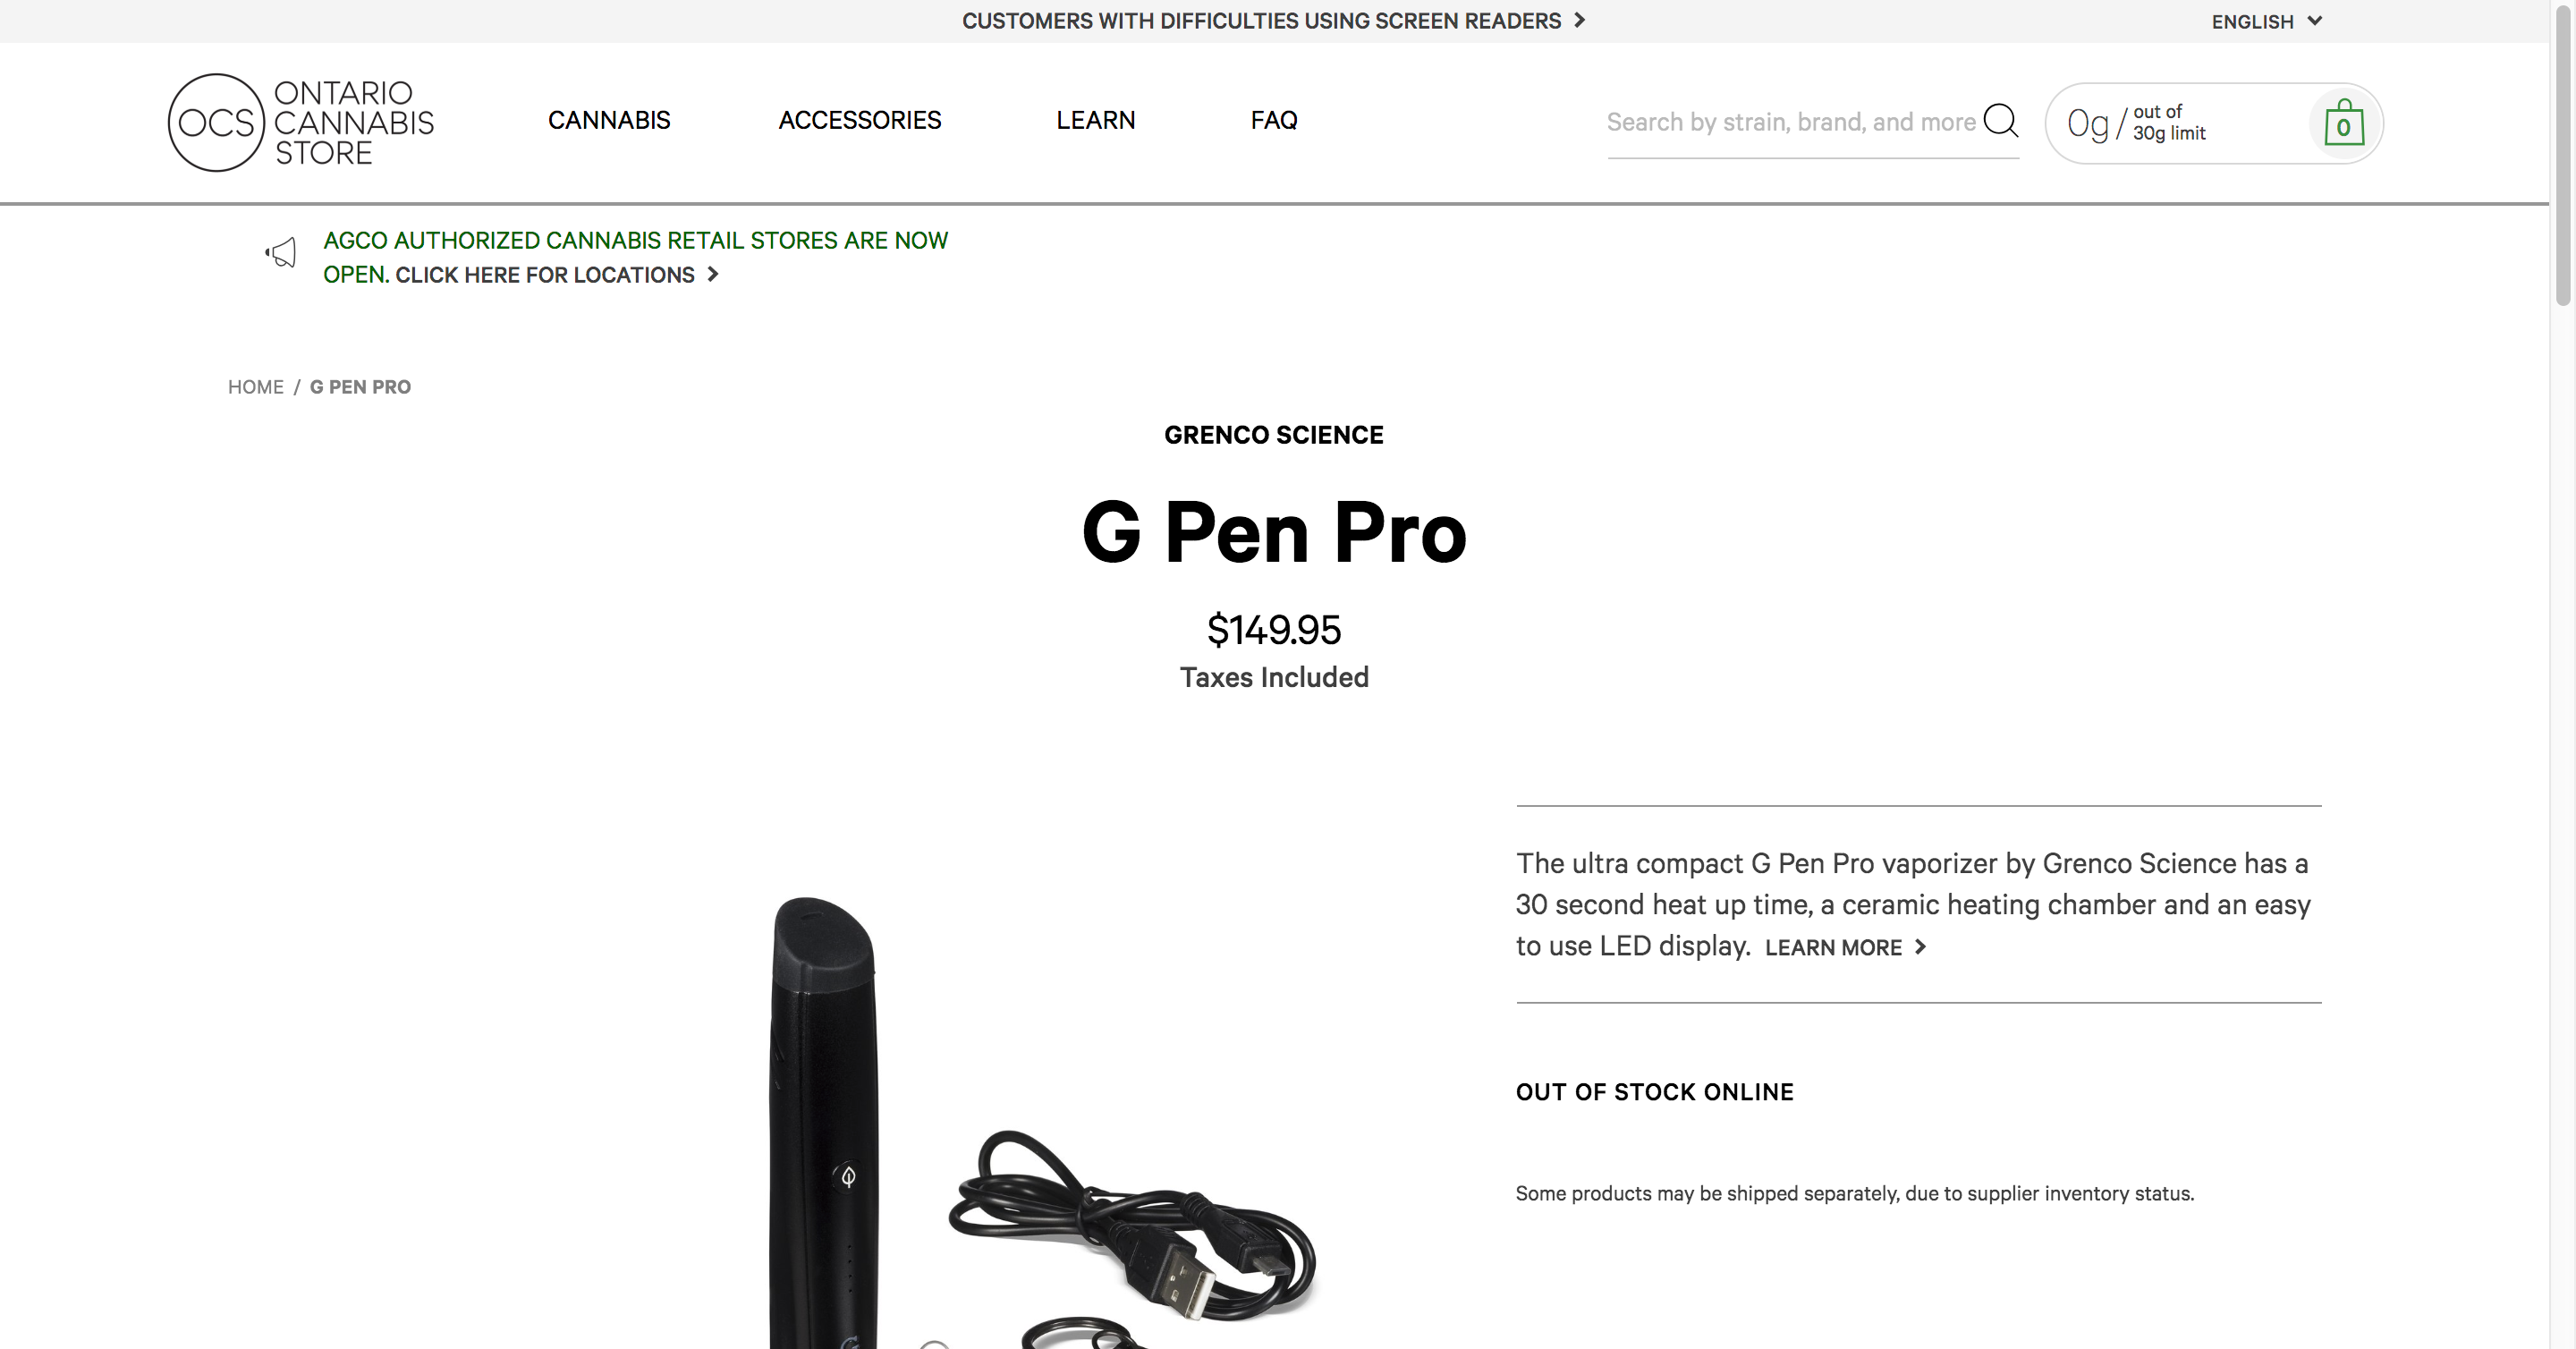 CUSTOMERS WITH DIFFICULTIES USING SCREEN READERS
ENGLISH
OCS
ONTARIO
CANNABIS
STORE
CANNABIS
ACCESSORIES
LEARN
FAQ
Search by strain, brand, and more
0g / out of
30g limit
0
AGCO AUTHORIZED CANNABIS RETAIL STORES ARE NOW
OPEN. CLICK HERE FOR LOCATIONS
HOME / G PEN PRO
GRENCO SCIENCE
G Pen Pro
$149.95
Taxes Included
The ultra compact G Pen Pro vaporizer by Grenco Science has a
30 second heat up time, a ceramic heating chamber and an easy
to use LED display. LEARN MORE
OUT OF STOCK ONLINE
Some products may be shipped separately, due to supplier inventory status.